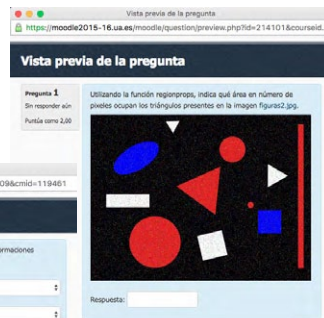 Vista previa de la pregunta
https://moodle2015-16.ua.es/moodle/question/preview.php?id=214101&courseid.
Vista previa de la pregunta
Pregunta 1
Sin responder aún
Puntúa como 2,00
Utilizando la función regionprops, indica qué área en número de
píxeles ocupan los triángulos presentes en la imagen figuras2.jpg.
09&cmid=119461
ormaciones
Respuesta: